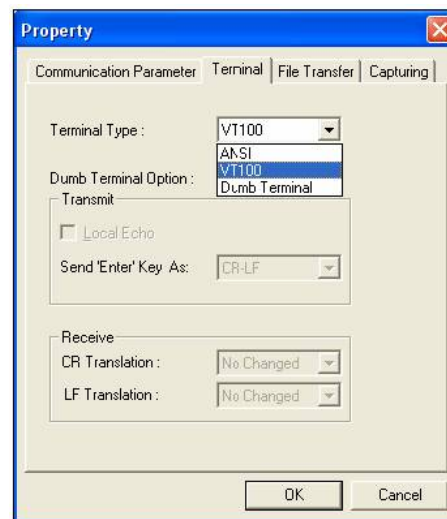 Property
Communication Parameter Terminal File Transfer Capturing
Terminal Type : VT100
ANSI
VT100
Dumb Terminal
Dumb Terminal Option :
Transmit
Local Echo
Send 'Enter' Key As: CR-LF
Receive
CR Translation : No Changed
LF Translation : No Changed
OK Cancel